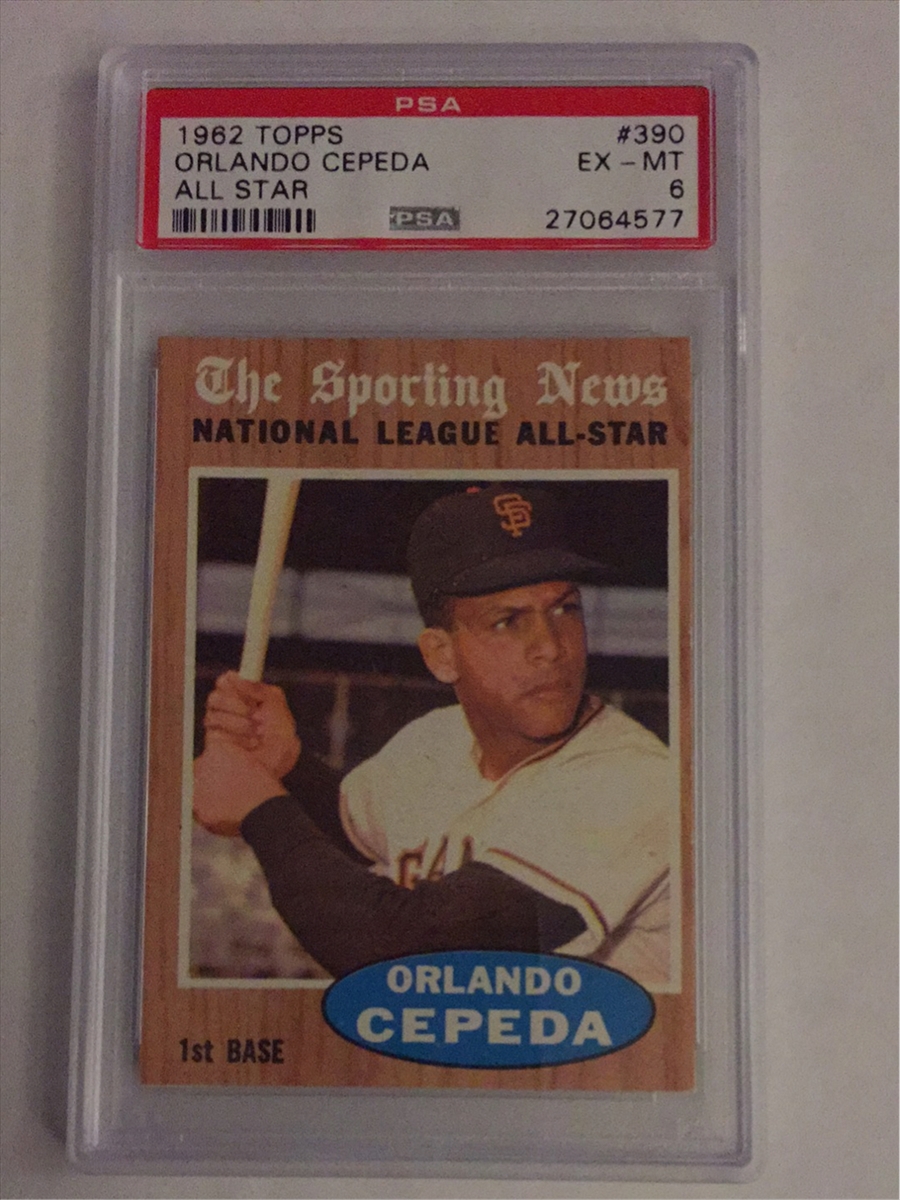 PSA
1962 TOPPS #390
ORLANDO CEPEDA EX - MT
ALL STAR 6
PSA 27064577
The Sporting News
NATIONAL LEAGUE ALL-STAR
SF
ORLANDO
CEPEDA
1st BASE